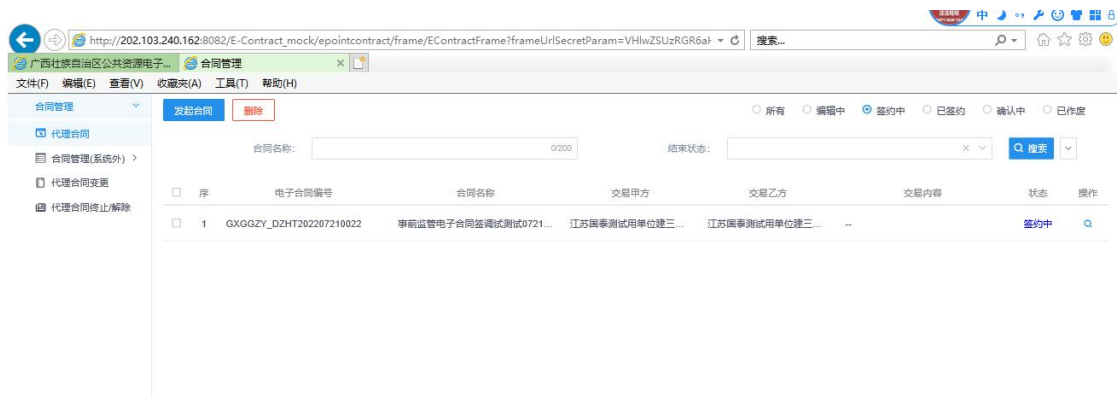 中
http://202.103.240.162:8082/E-Contract_mock/epointcontract/frame/EContractFrame?frameUrlSecretParam=VHlwZSUzRGR6aH
搜索...
广西壮族自治区公共资源电子...
合同管理
文件(F) 编辑(E) 查看(V) 收藏夹(A) 工具(T) 帮助(H)
合同管理
发起合同 删除
所有 编辑中 签约中 已签约 确认中 已作废
代理合同
合同名称: 0/200 结束状态: 搜索
合同管理(系统外)
代理合同变更
序 电子合同编号 合同名称 交易甲方 交易乙方 交易内容 状态 操作
代理合同终止/解除
1 GXGGZY_DZHT202207210022 事前监管电子合同签调试测试0721... 江苏国泰测试用单位建三... 江苏国泰测试用单位建三... -- 签约中